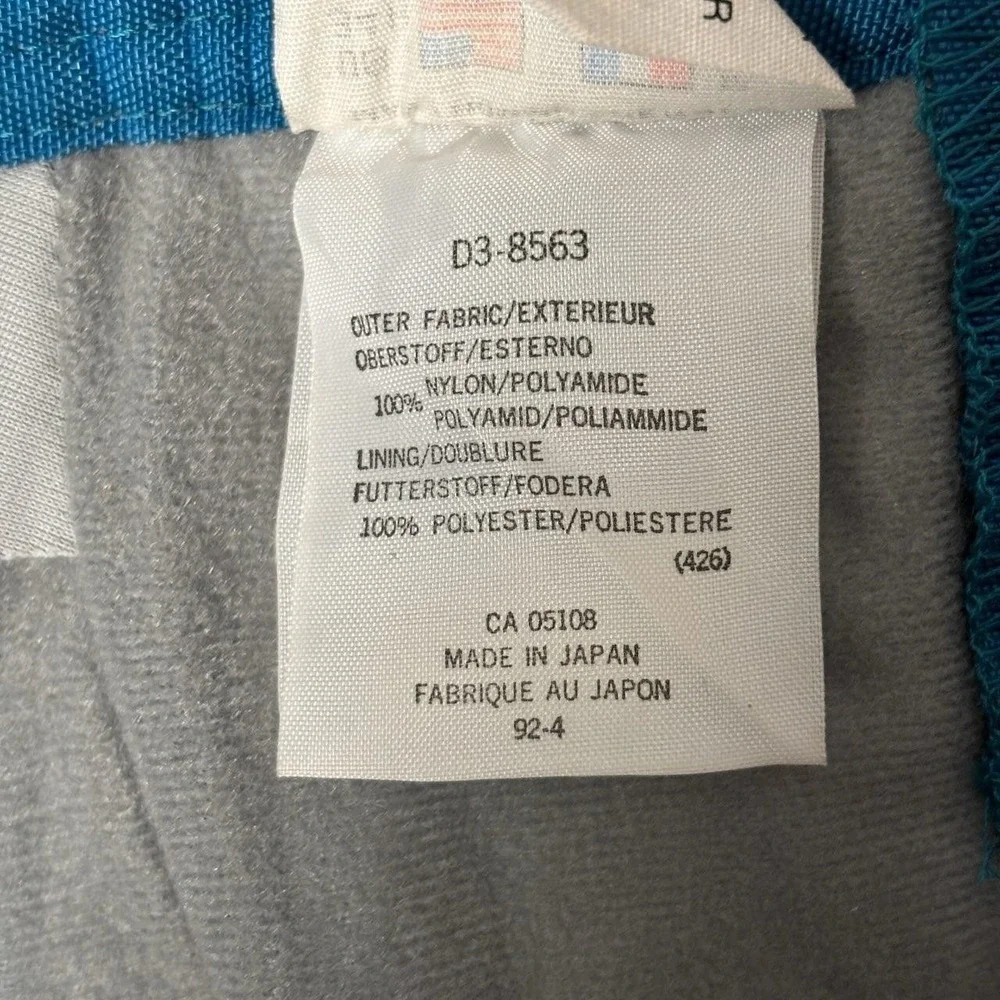 R
D3-8563
OUTER FABRIC/EXTERIEUR
OBERSTOFF/ESTERNO
100% NYLON/POLYAMIDE
POLYAMID/POLIAMMIDE
LINING/DOUBLURE
FUTTERSTOFF/FODERA
100% POLYESTER/POLIESTERE
(426)
CA 05108
MADE IN JAPAN
FABRIQUE AU JAPON
92-4